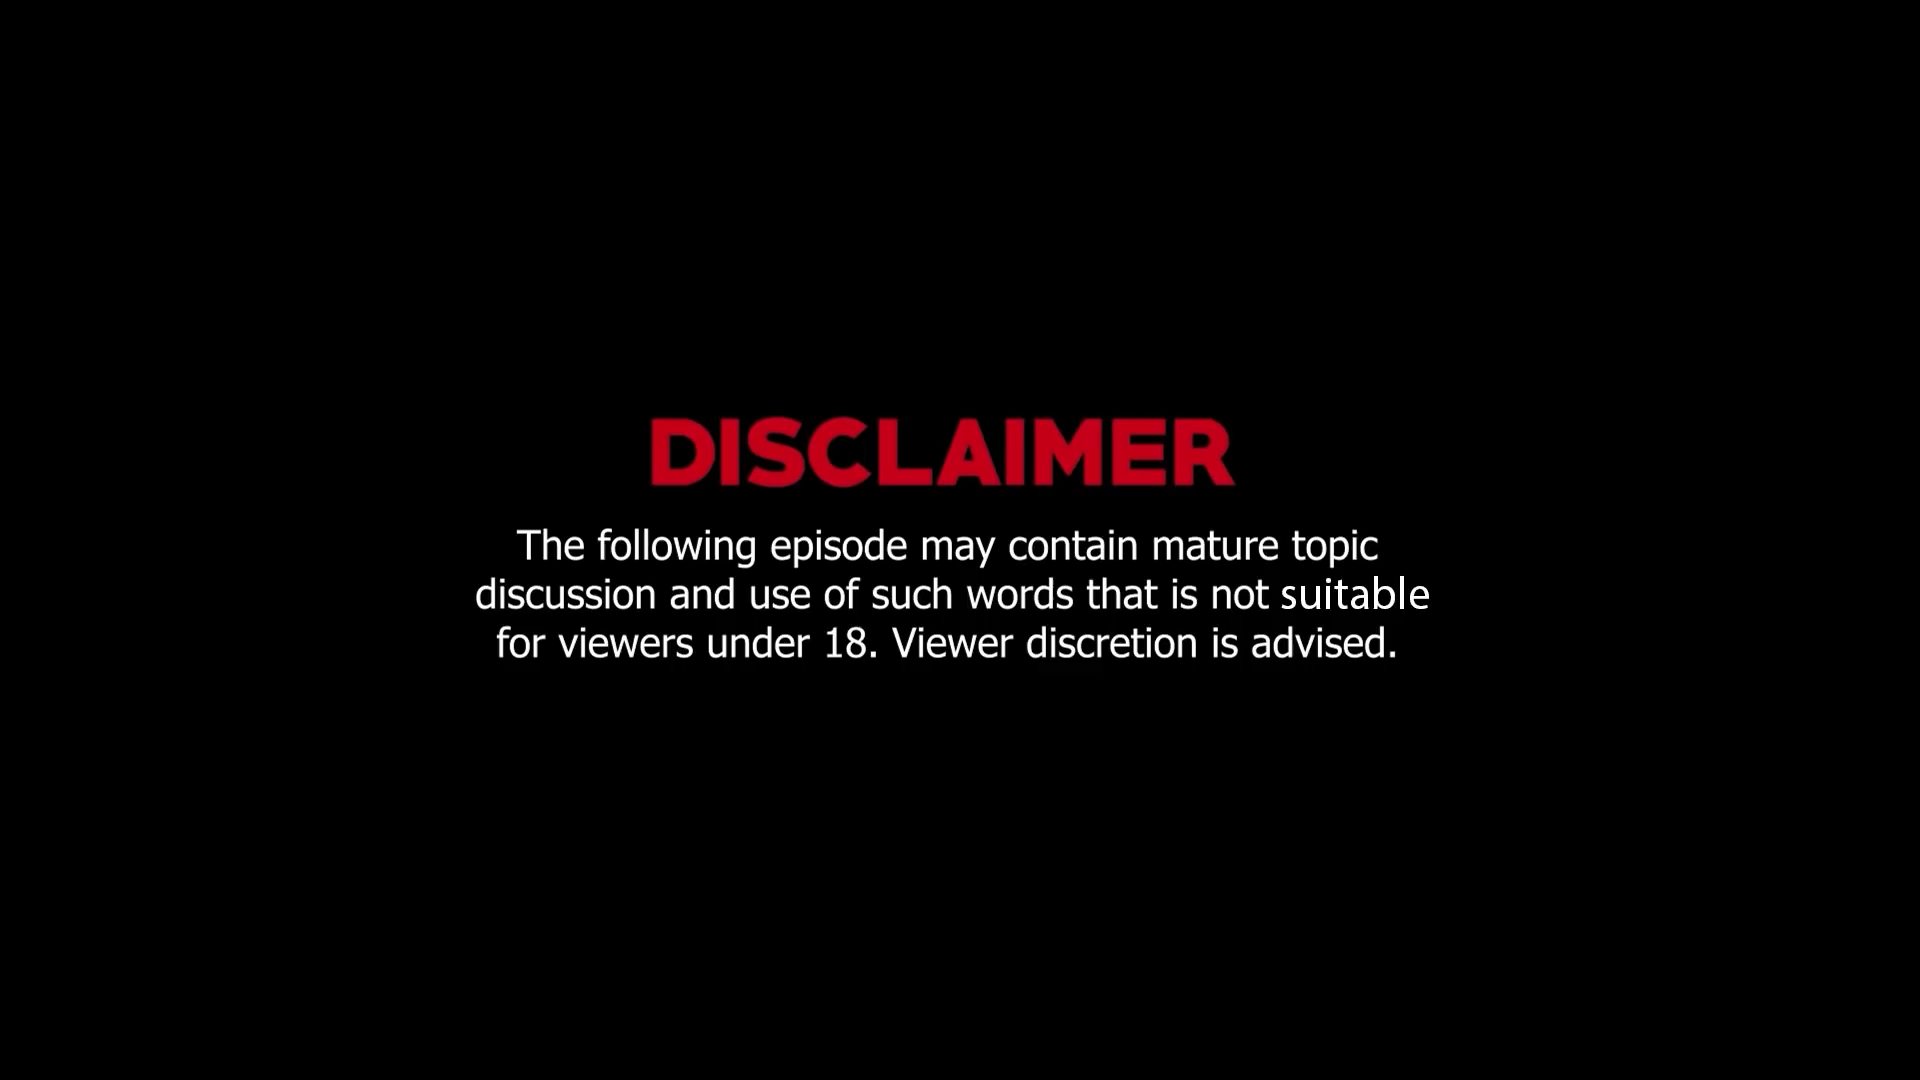 DISCLAIMER
The following episode may contain mature topic
discussion and use of such words that is not suitable
for viewers under 18. Viewer discretion is advised.